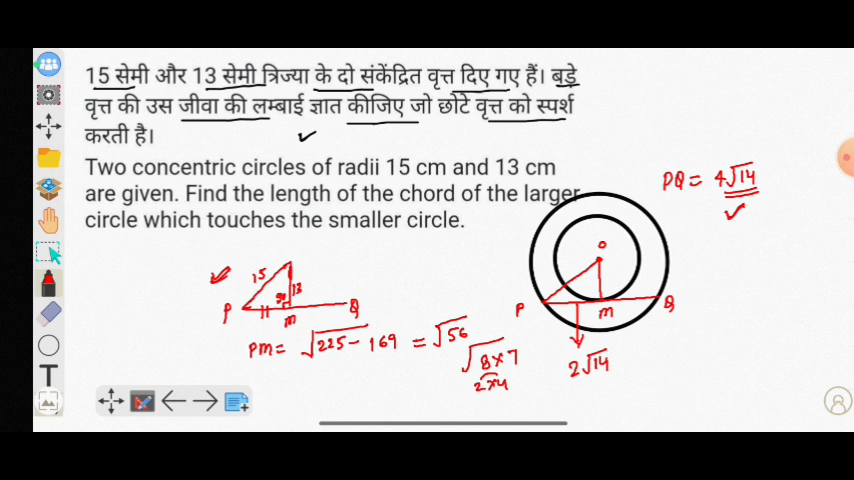 15 सेमी और 13 सेमी त्रिज्या के दो संकेंद्रित वृत्त दिए गए हैं। बड़े
वृत्त की उस जीवा की लम्बाई ज्ञात कीजिए जो छोटे वृत्त को स्पर्श
करती है।
Two concentric circles of radii 15 cm and 13 cm
are given. Find the length of the chord of the larger
circle which touches the smaller circle.
PQ = 4√14
O
P M Q
2√14
15
13
P M Q
PM = √225 - 169 = √56
√8×7
2×4
T